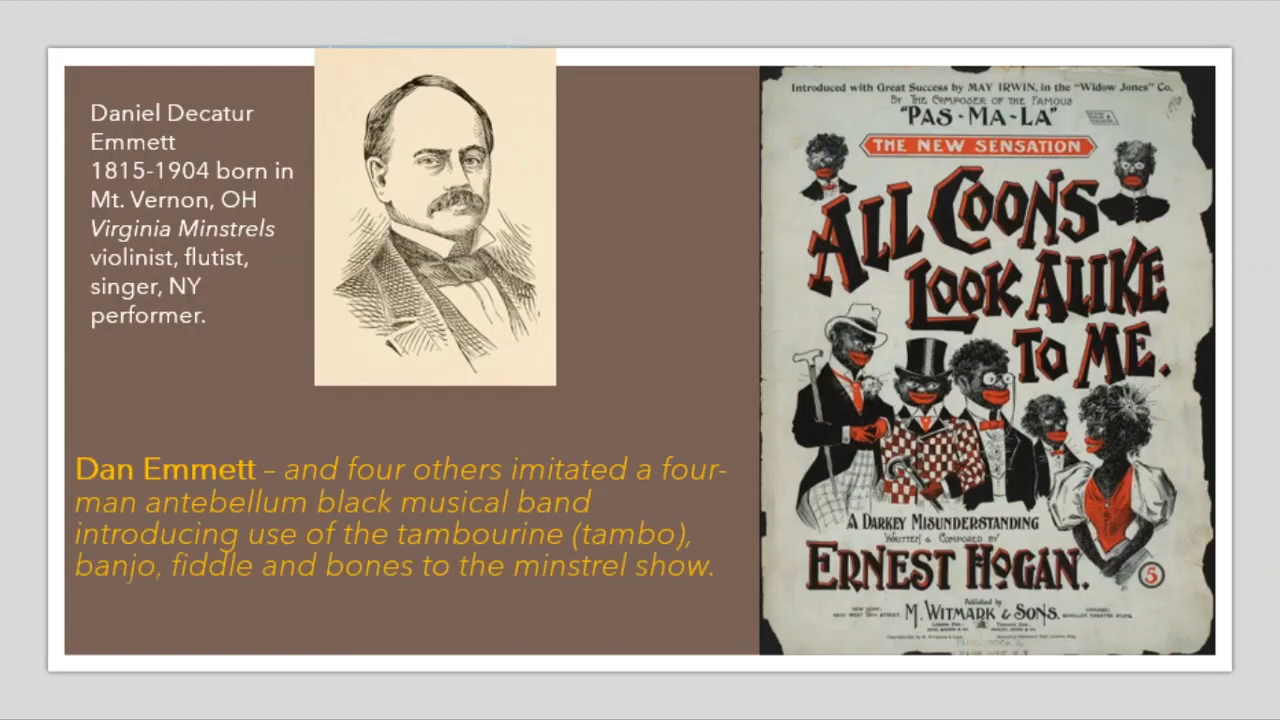 Daniel Decatur
Emmett
1815-1904 born in
Mt. Vernon, OH
Virginia Minstrels
violinist, flutist,
singer, NY
performer.
Dan Emmett – and four others imitated a four-
man antebellum black musical band
introducing use of the tambourine (tambo),
banjo, fiddle and bones to the minstrel show.
Introduced with Great Success by MAY IRWIN, in the "Widow Jones" Co.
BY THE COMPOSER OF THE FAMOUS
"PAS-MA-LA"
THE NEW SENSATION
ALL COONS
LOOK ALIKE
TO ME.
A DARKEY MISUNDERSTANDING
WRITTEN & COMPOSED BY
ERNEST HOGAN.
5
Published by
M. WITMARK & SONS.